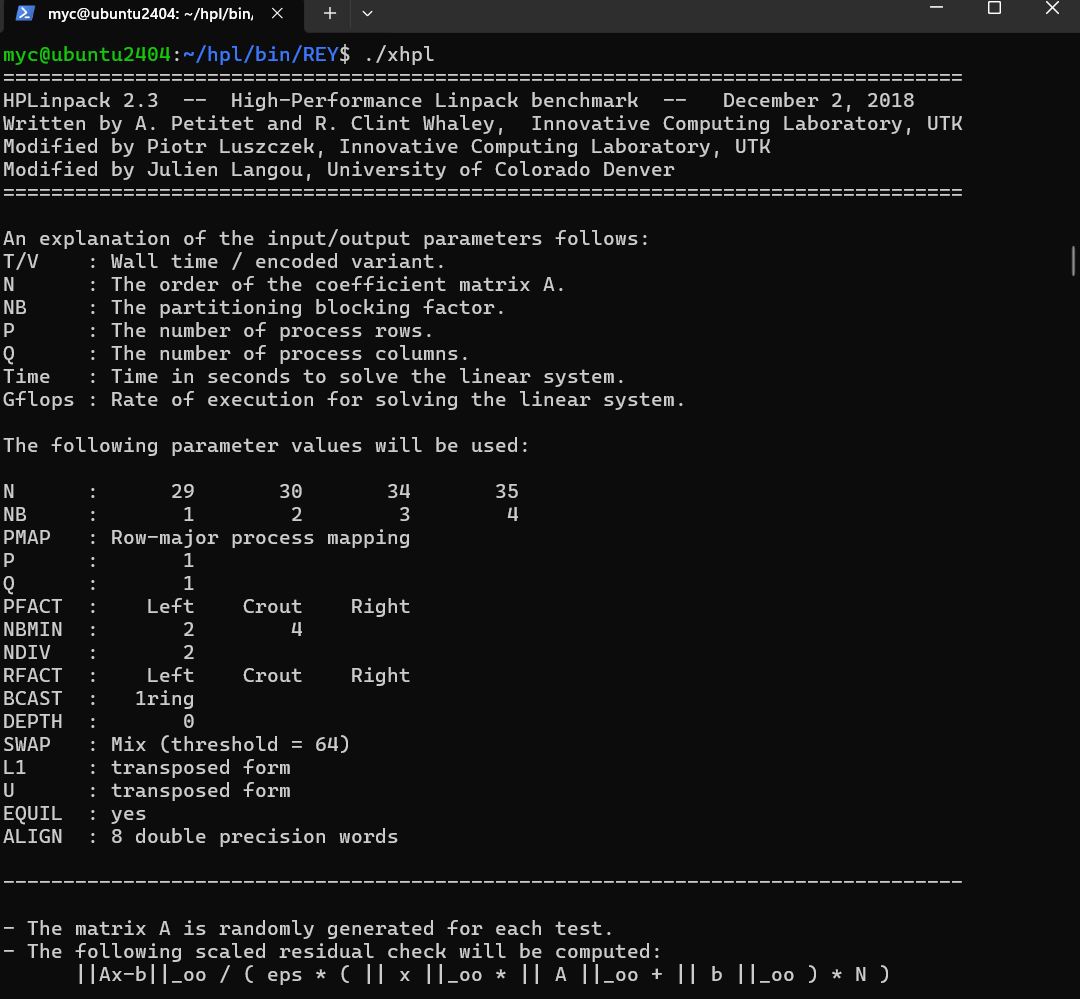 myc@ubuntu2404: ~/hpl/bin/
myc@ubuntu2404:~/hpl/bin/REY$ ./xhpl
================================================================================
HPLinpack 2.3  --  High-Performance Linpack benchmark  --   December 2, 2018
Written by A. Petitet and R. Clint Whaley,  Innovative Computing Laboratory, UTK
Modified by Piotr Luszczek, Innovative Computing Laboratory, UTK
Modified by Julien Langou, University of Colorado Denver
================================================================================
An explanation of the input/output parameters follows:
T/V    : Wall time / encoded variant.
N      : The order of the coefficient matrix A.
NB     : The partitioning blocking factor.
P      : The number of process rows.
Q      : The number of process columns.
Time   : Time in seconds to solve the linear system.
Gflops : Rate of execution for solving the linear system.
The following parameter values will be used:
N      :      29       30       34       35
NB     :       1        2        3        4
PMAP   : Row-major process mapping
P      :       1
Q      :       1
PFACT  :    Left    Crout    Right
NBMIN  :       2        4
NDIV   :       2
RFACT  :    Left    Crout    Right
BCAST  :   1ring
DEPTH  :       0
SWAP   : Mix (threshold = 64)
L1     : transposed form
U      : transposed form
EQUIL  : yes
ALIGN  : 8 double precision words
--------------------------------------------------------------------------------
- The matrix A is randomly generated for each test.
- The following scaled residual check will be computed:
      ||Ax-b||_oo / ( eps * ( || x ||_oo * || A ||_oo + || b ||_oo ) * N )